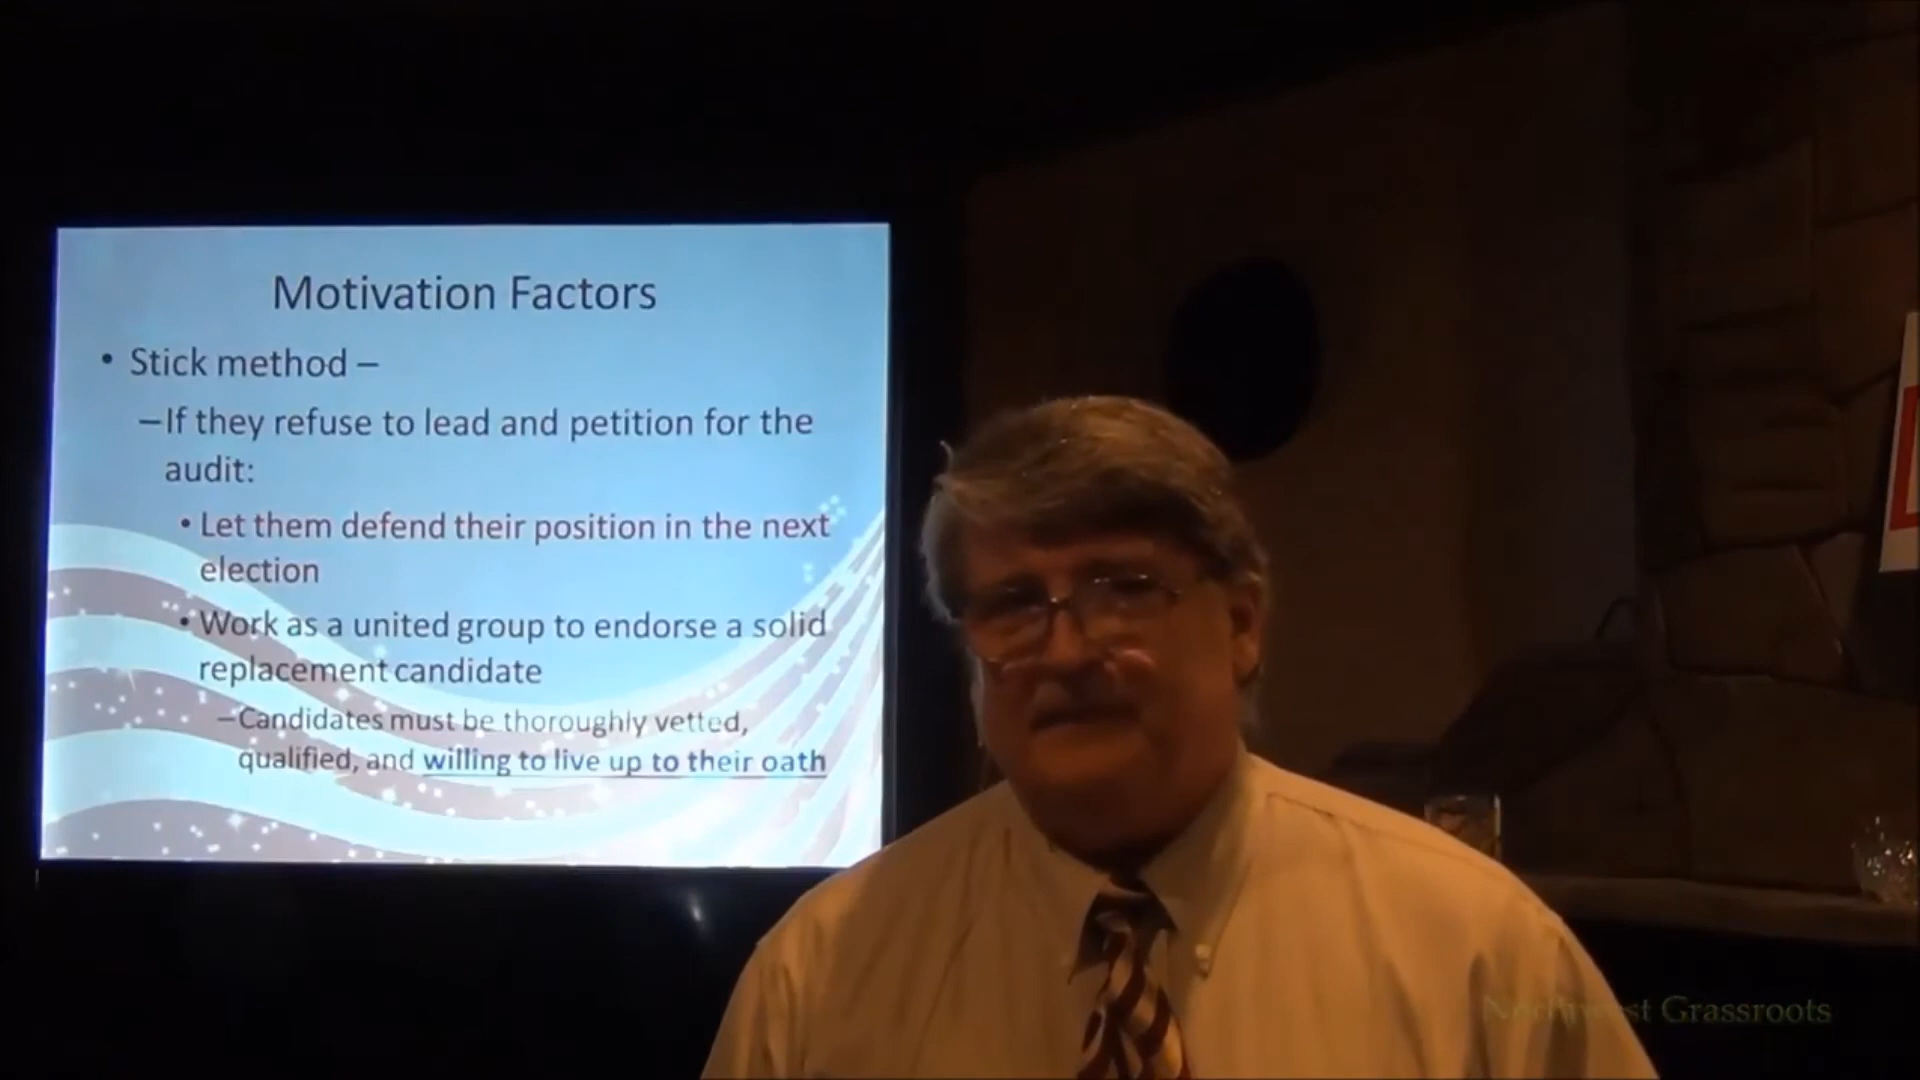 Motivation Factors
• Stick method –
–If they refuse to lead and petition for the
audit:
• Let them defend their position in the next
election
• Work as a united group to endorse a solid
replacement candidate
–Candidates must be thoroughly vetted,
qualified, and willing to live up to their oath
Northwest Grassroots